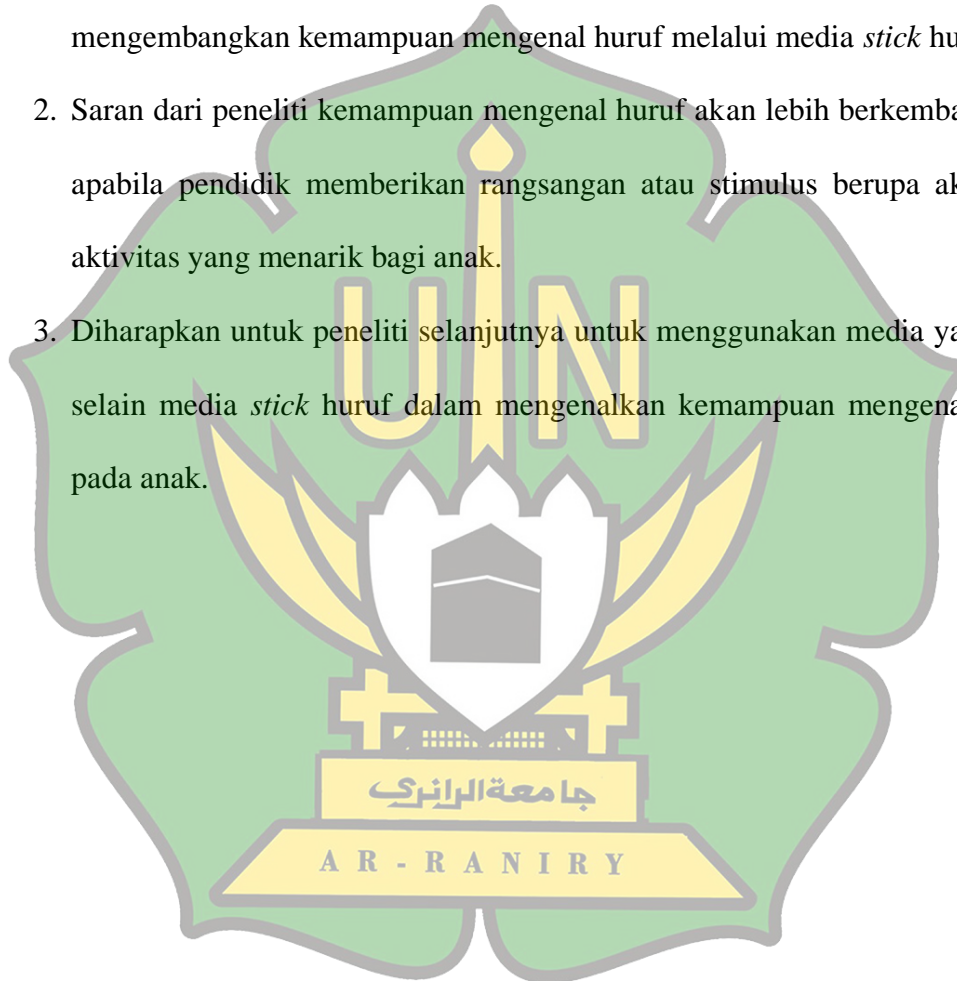 mengembangkan kemampuan mengenal huruf melalui media stick hu
2. Saran dari peneliti kemampuan mengenal huruf akan lebih berkemba
apabila pendidik memberikan rangsangan atau stimulus berupa ak
aktivitas yang menarik bagi anak.
3. Diharapkan untuk peneliti selanjutnya untuk menggunakan media ya
selain media stick huruf dalam mengenalkan kemampuan mengena
pada anak.
UIN
جامعةالرانري
AR-RANIRY